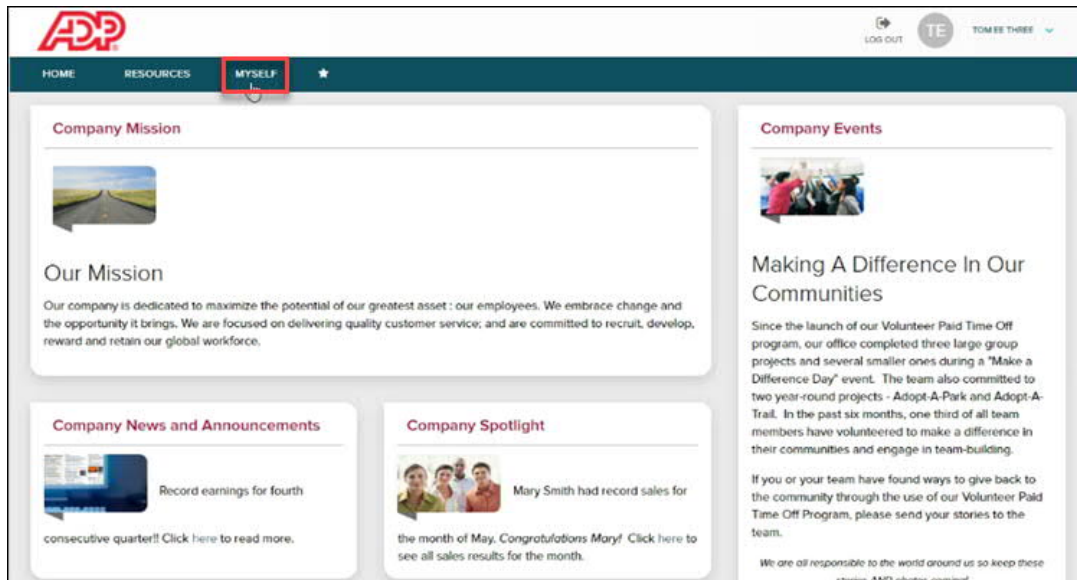 ADP
LOG OUT
TE
TOM EE THREE
HOME
RESOURCES
MYSELF
Company Mission
Our Mission
Our company is dedicated to maximize the potential of our greatest asset : our employees. We embrace change and
the opportunity it brings. We are focused on delivering quality customer service; and are committed to recruit, develop,
reward and retain our global workforce.
Company News and Announcements
Record earnings for fourth
consecutive quarter!! Click here to read more.
Company Spotlight
Mary Smith had record sales for
the month of May. Congratulations Mary! Click here to
see all sales results for the month.
Company Events
Making A Difference In Our
Communities
Since the launch of our Volunteer Paid Time Off
program, our office completed three large group
projects and several smaller ones during a "Make a
Difference Day" event. The team also committed to
two year-round projects - Adopt-A-Park and Adopt-A-
Trail. In the past six months, one third of all team
members have volunteered to make a difference in
their communities and engage in team-building.
If you or your team have found ways to give back to
the community through the use of our Volunteer Paid
Time Off Program, please send your stories to the
team.
We are all responsible to the world around us so keep these